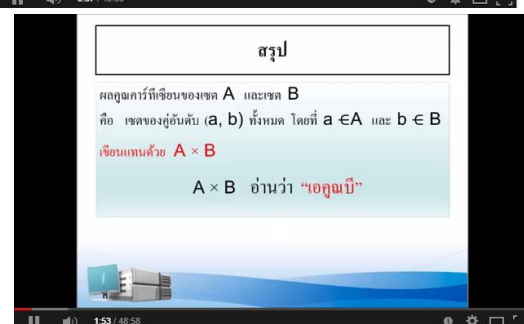 สรุป
ผลคูณคาร์ทีเซียนของเซต A และเซต B
คือ เซตของคู่อันดับ (a, b) ทั้งหมด โดยที่ a ∈A และ b ∈ B
เขียนแทนด้วย A × B
A × B อ่านว่า “เอคูณบี”
1:53 / 48:58